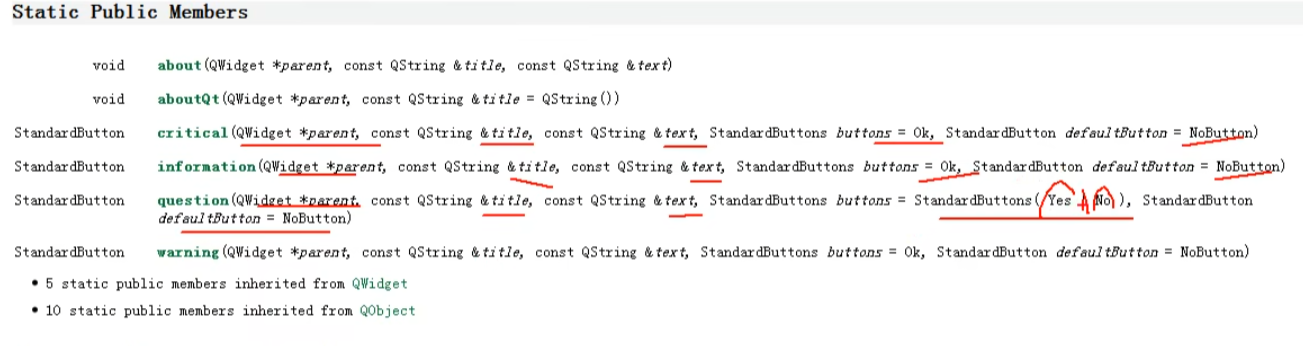 Static Public Members
void about(QWidget *parent, const QString &title, const QString &text)
void aboutQt(QWidget *parent, const QString &title = QString())
StandardButton critical(QWidget *parent, const QString &title, const QString &text, StandardButtons buttons = Ok, StandardButton defaultButton = NoButton)
StandardButton information(QWidget *parent, const QString &title, const QString &text, StandardButtons buttons = Ok, StandardButton defaultButton = NoButton)
StandardButton question(QWidget *parent, const QString &title, const QString &text, StandardButtons buttons = StandardButtons(Yes | No), StandardButton
defaultButton = NoButton)
StandardButton warning(QWidget *parent, const QString &title, const QString &text, StandardButtons buttons = Ok, StandardButton defaultButton = NoButton)
• 5 static public members inherited from QWidget
• 10 static public members inherited from QObject